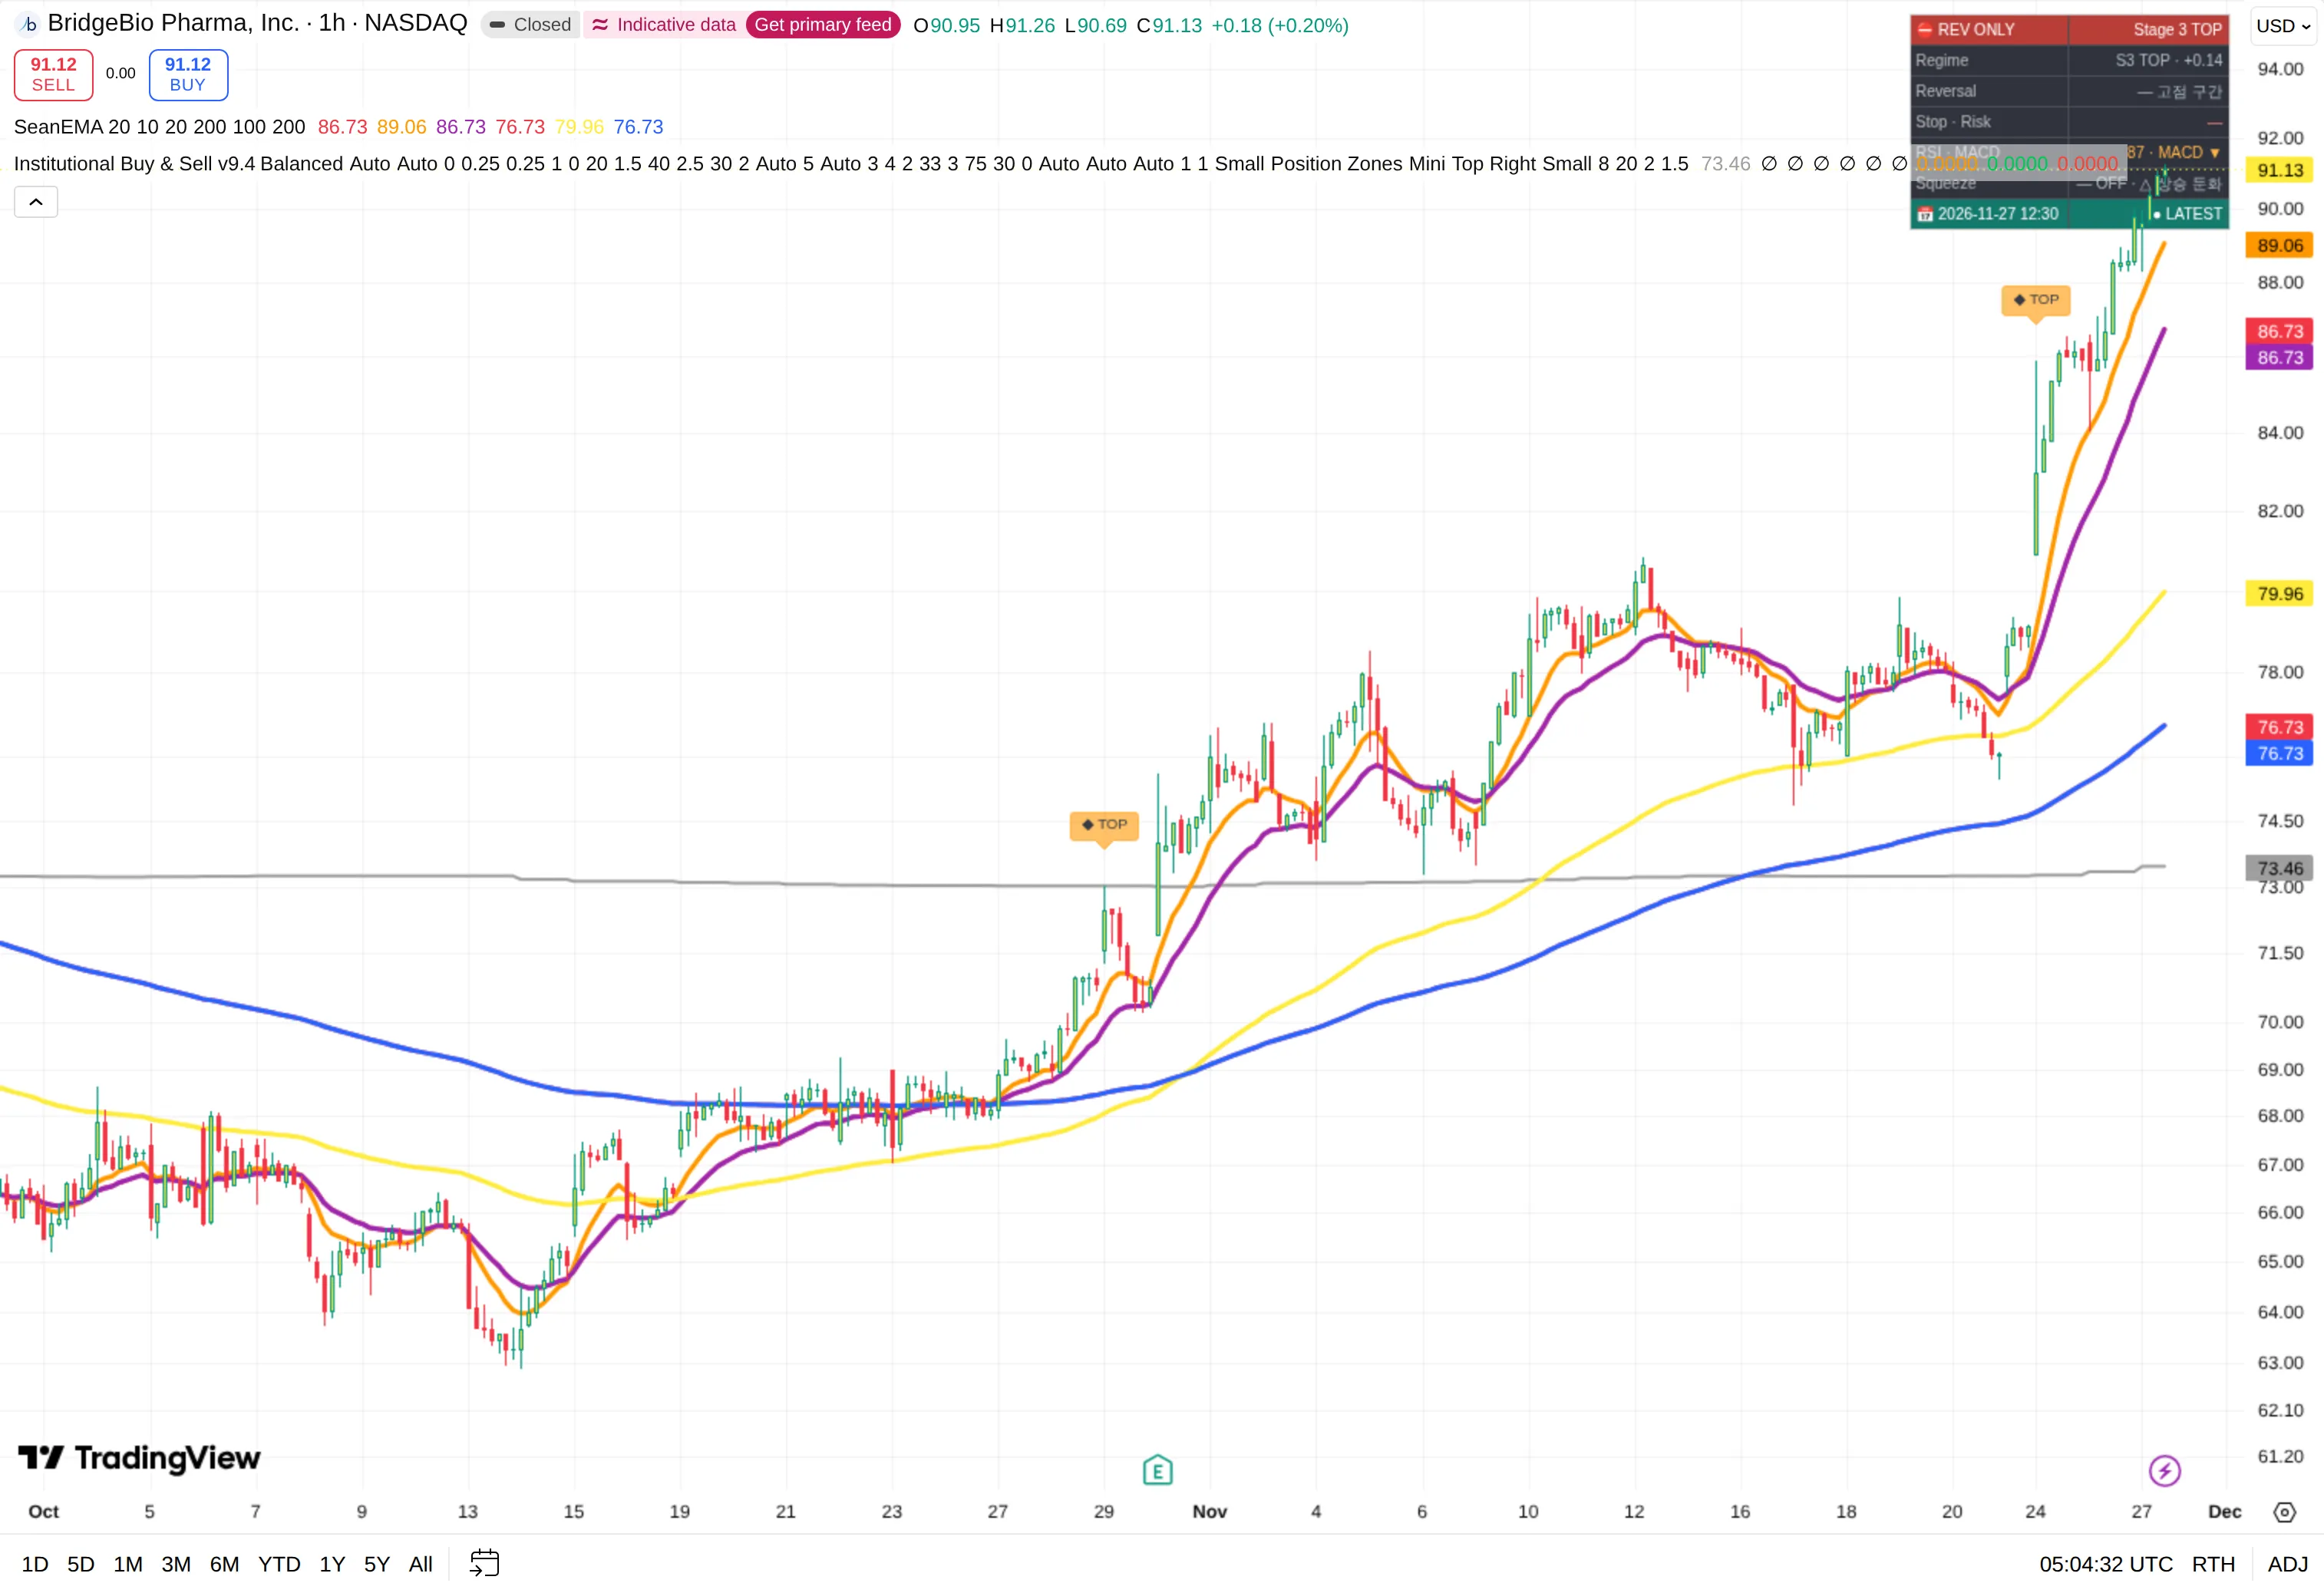 BridgeBio Pharma, Inc. · 1h · NASDAQ Closed Indicative data Get primary feed O90.95 H91.26 L90.69 C91.13 +0.18 (+0.20%)
91.12 SELL 0.00 91.12 BUY
SeanEMA 20 10 20 200 100 200 86.73 89.06 86.73 76.73 79.96 76.73
Institutional Buy & Sell v9.4 Balanced Auto Auto 0 0.25 0.25 1 0 20 1.5 40 2.5 30 2 Auto 5 Auto 3 4 2 33 3 75 30 0 Auto Auto Auto 1 1 Small Position Zones Mini Top Right Small 8 20 2 1.5 73.46 ∅ ∅ ∅ ∅ ∅ ∅ 0.0000 0.0000 0.0000
REV ONLY Stage 3 TOP
Regime S3 TOP · +0.14
Reversal — 고점 구간
Stop · Risk —
RSI · MACD 87 · MACD ▼
Squeeze — OFF · △ 상승 둔화
2026-11-27 12:30 ● LATEST
USD
94.00
92.00
91.13
90.00
89.06
88.00
86.73
86.73
84.00
82.00
79.96
78.00
76.73
76.73
74.50
73.46
73.00
71.50
70.00
69.00
68.00
67.00
66.00
65.00
64.00
63.00
62.10
61.20
◆ TOP
◆ TOP
TradingView
E
Oct 5 7 9 13 15 19 21 23 27 29 Nov 4 6 10 12 16 18 20 24 27 Dec
1D 5D 1M 3M 6M YTD 1Y 5Y All
05:04:32 UTC RTH ADJ